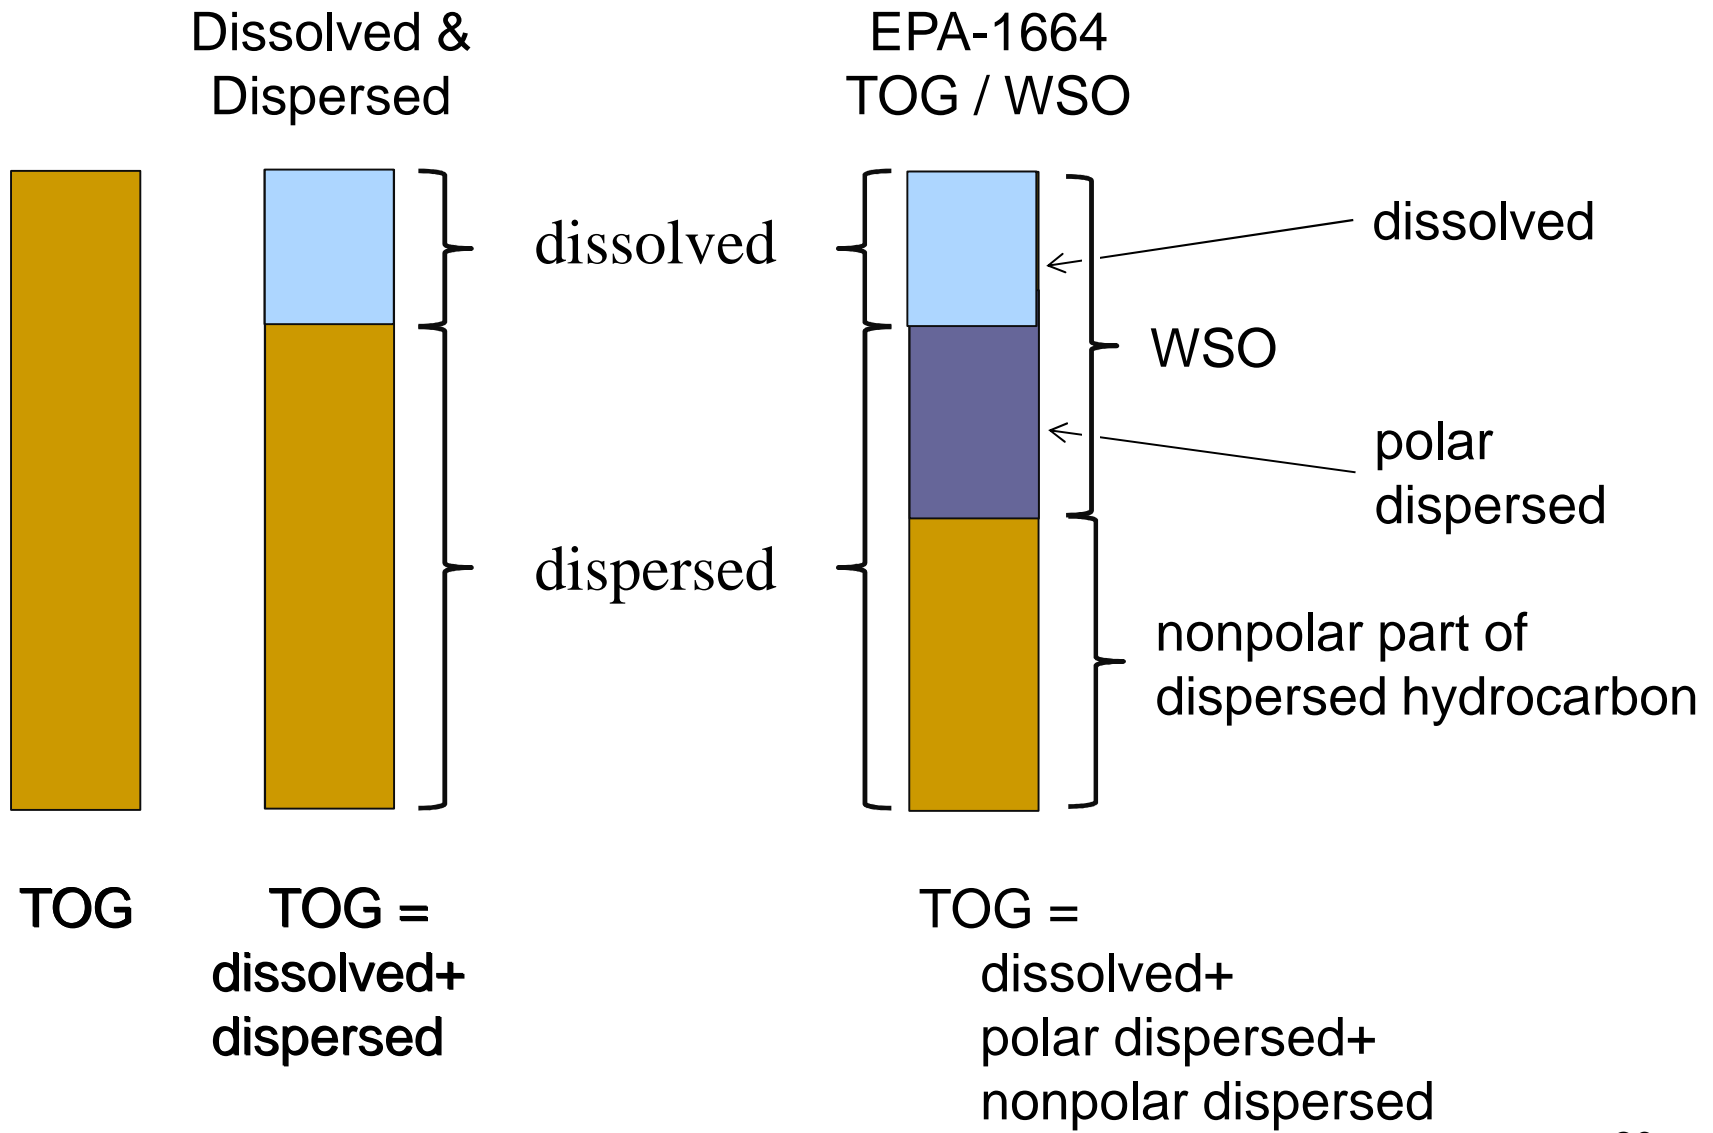 Dissolved &
Dispersed
EPA-1664
TOG / WSO
dissolved
dispersed
dissolved
WSO
polar
dispersed
nonpolar part of
dispersed hydrocarbon
TOG
TOG =
dissolved+
dispersed
TOG =
dissolved+
polar dispersed+
nonpolar dispersed